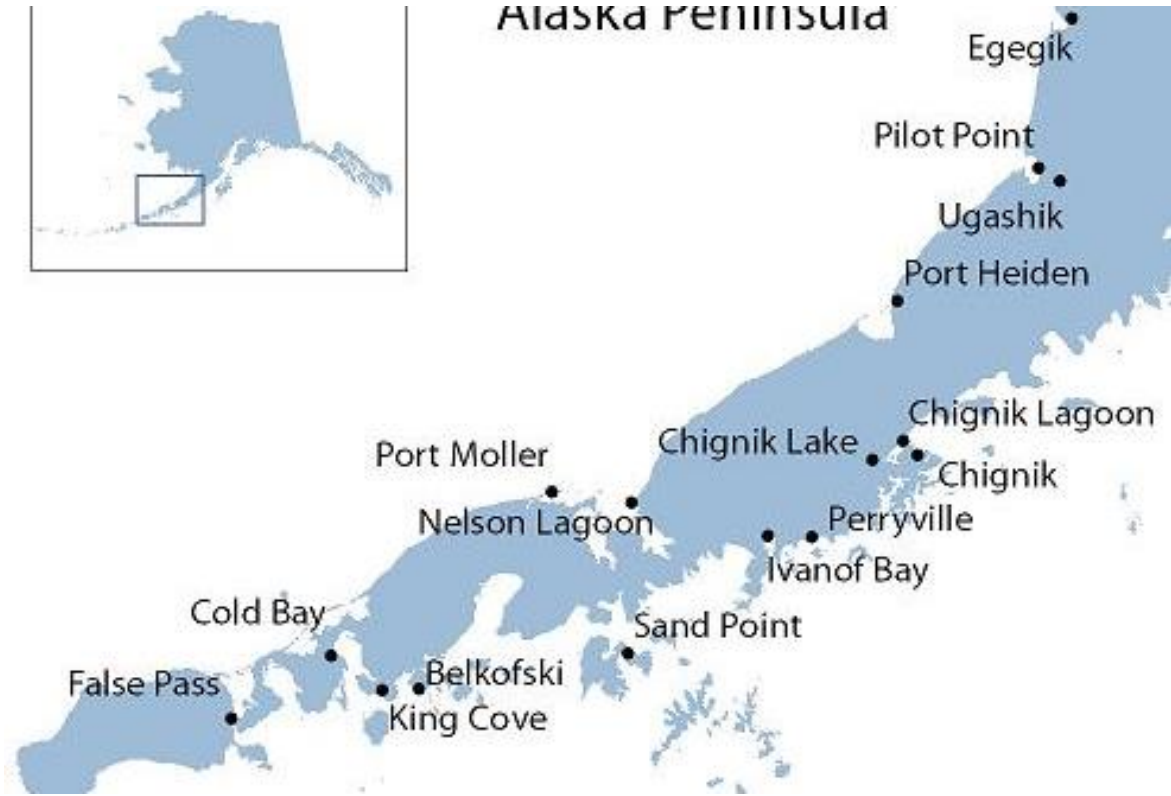 Alaska Peninsula
Egegik
Pilot Point
Ugashik
Port Heiden
Chignik Lagoon
Chignik Lake
Chignik
Port Moller
Nelson Lagoon
Perryville
Ivanof Bay
Cold Bay
Sand Point
Belkofski
False Pass
King Cove